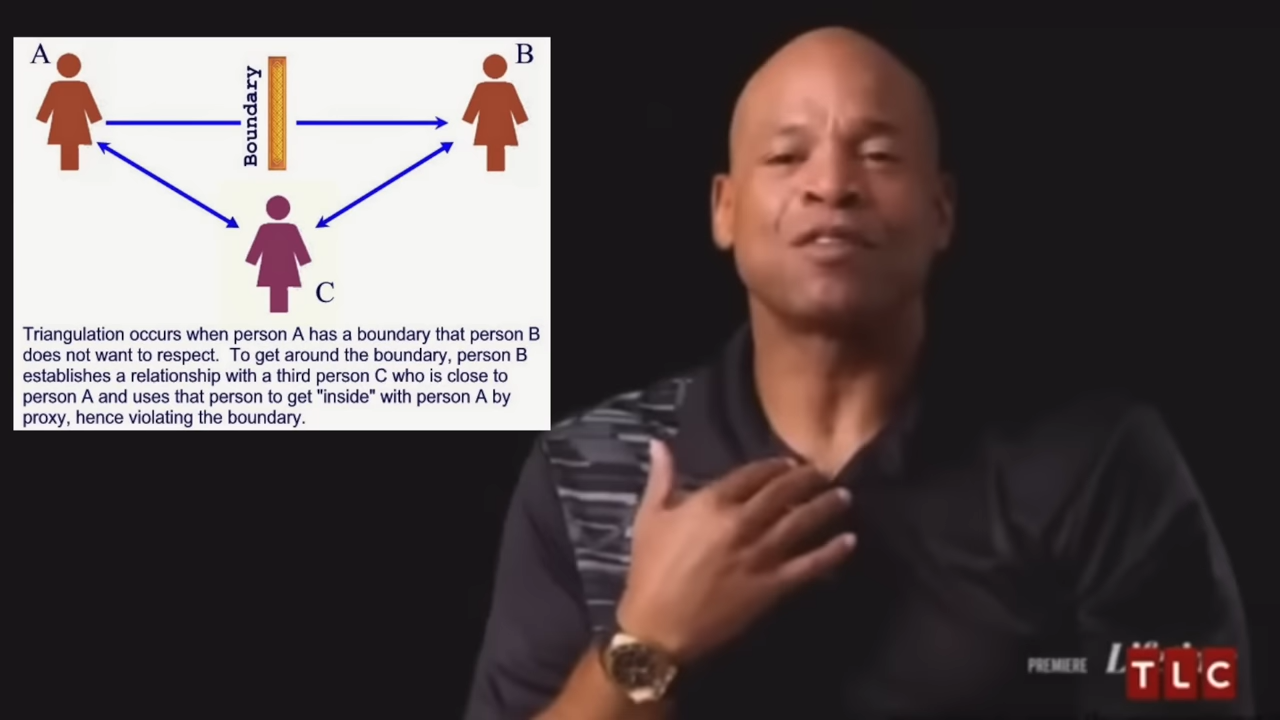 A
B
Boundary
C
Triangulation occurs when person A has a boundary that person B
does not want to respect. To get around the boundary, person B
establishes a relationship with a third person C who is close to
person A and uses that person to get "inside" with person A by
proxy, hence violating the boundary.
PREMIERE
TLC